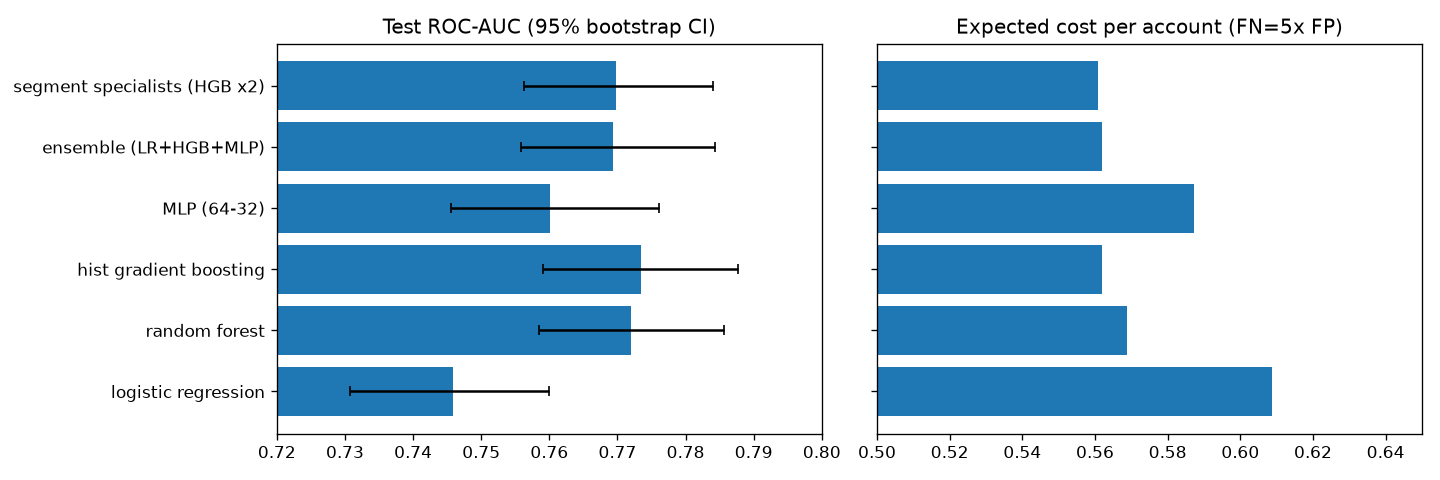 Test ROC-AUC (95% bootstrap CI)
segment specialists (HGB x2)
ensemble (LR+HGB+MLP)
MLP (64-32)
hist gradient boosting
random forest
logistic regression
0.72 0.73 0.74 0.75 0.76 0.77 0.78 0.79 0.80
Expected cost per account (FN=5x FP)
0.50 0.52 0.54 0.56 0.58 0.60 0.62 0.64